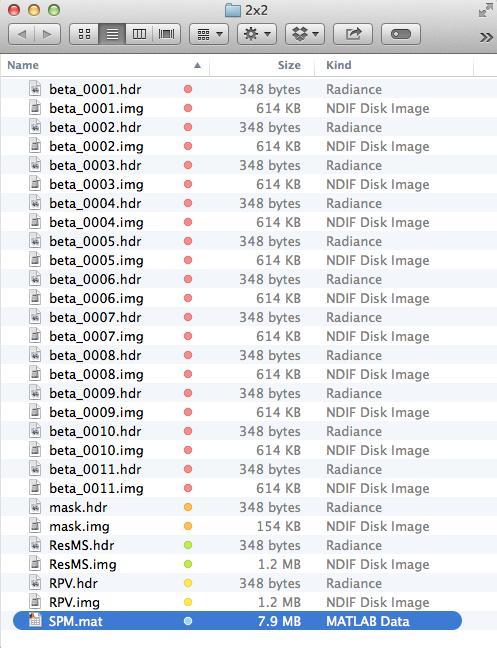 2x2
Name Size Kind
beta_0001.hdr 348 bytes Radiance
beta_0001.img 614 KB NDIF Disk Image
beta_0002.hdr 348 bytes Radiance
beta_0002.img 614 KB NDIF Disk Image
beta_0003.hdr 348 bytes Radiance
beta_0003.img 614 KB NDIF Disk Image
beta_0004.hdr 348 bytes Radiance
beta_0004.img 614 KB NDIF Disk Image
beta_0005.hdr 348 bytes Radiance
beta_0005.img 614 KB NDIF Disk Image
beta_0006.hdr 348 bytes Radiance
beta_0006.img 614 KB NDIF Disk Image
beta_0007.hdr 348 bytes Radiance
beta_0007.img 614 KB NDIF Disk Image
beta_0008.hdr 348 bytes Radiance
beta_0008.img 614 KB NDIF Disk Image
beta_0009.hdr 348 bytes Radiance
beta_0009.img 614 KB NDIF Disk Image
beta_0010.hdr 348 bytes Radiance
beta_0010.img 614 KB NDIF Disk Image
beta_0011.hdr 348 bytes Radiance
beta_0011.img 614 KB NDIF Disk Image
mask.hdr 348 bytes Radiance
mask.img 154 KB NDIF Disk Image
ResMS.hdr 348 bytes Radiance
ResMS.img 1.2 MB NDIF Disk Image
RPV.hdr 348 bytes Radiance
RPV.img 1.2 MB NDIF Disk Image
SPM.mat 7.9 MB MATLAB Data